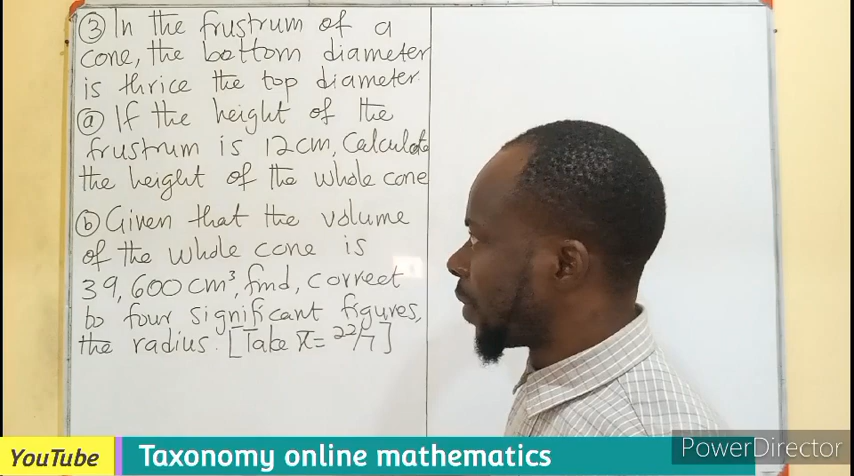 ③ In the frustrum of a
cone, the bottom diameter
is thrice the top diameter
ⓐ If the height of the
frustrum is 12cm, Calculate
the height of the whole cone
ⓑ Given that the volume
of the whole cone is
39,600cm³, find, correct
to four significant figures,
the radius. [Take π = 22/7]
YouTube
Taxonomy online mathematics
PowerDirector